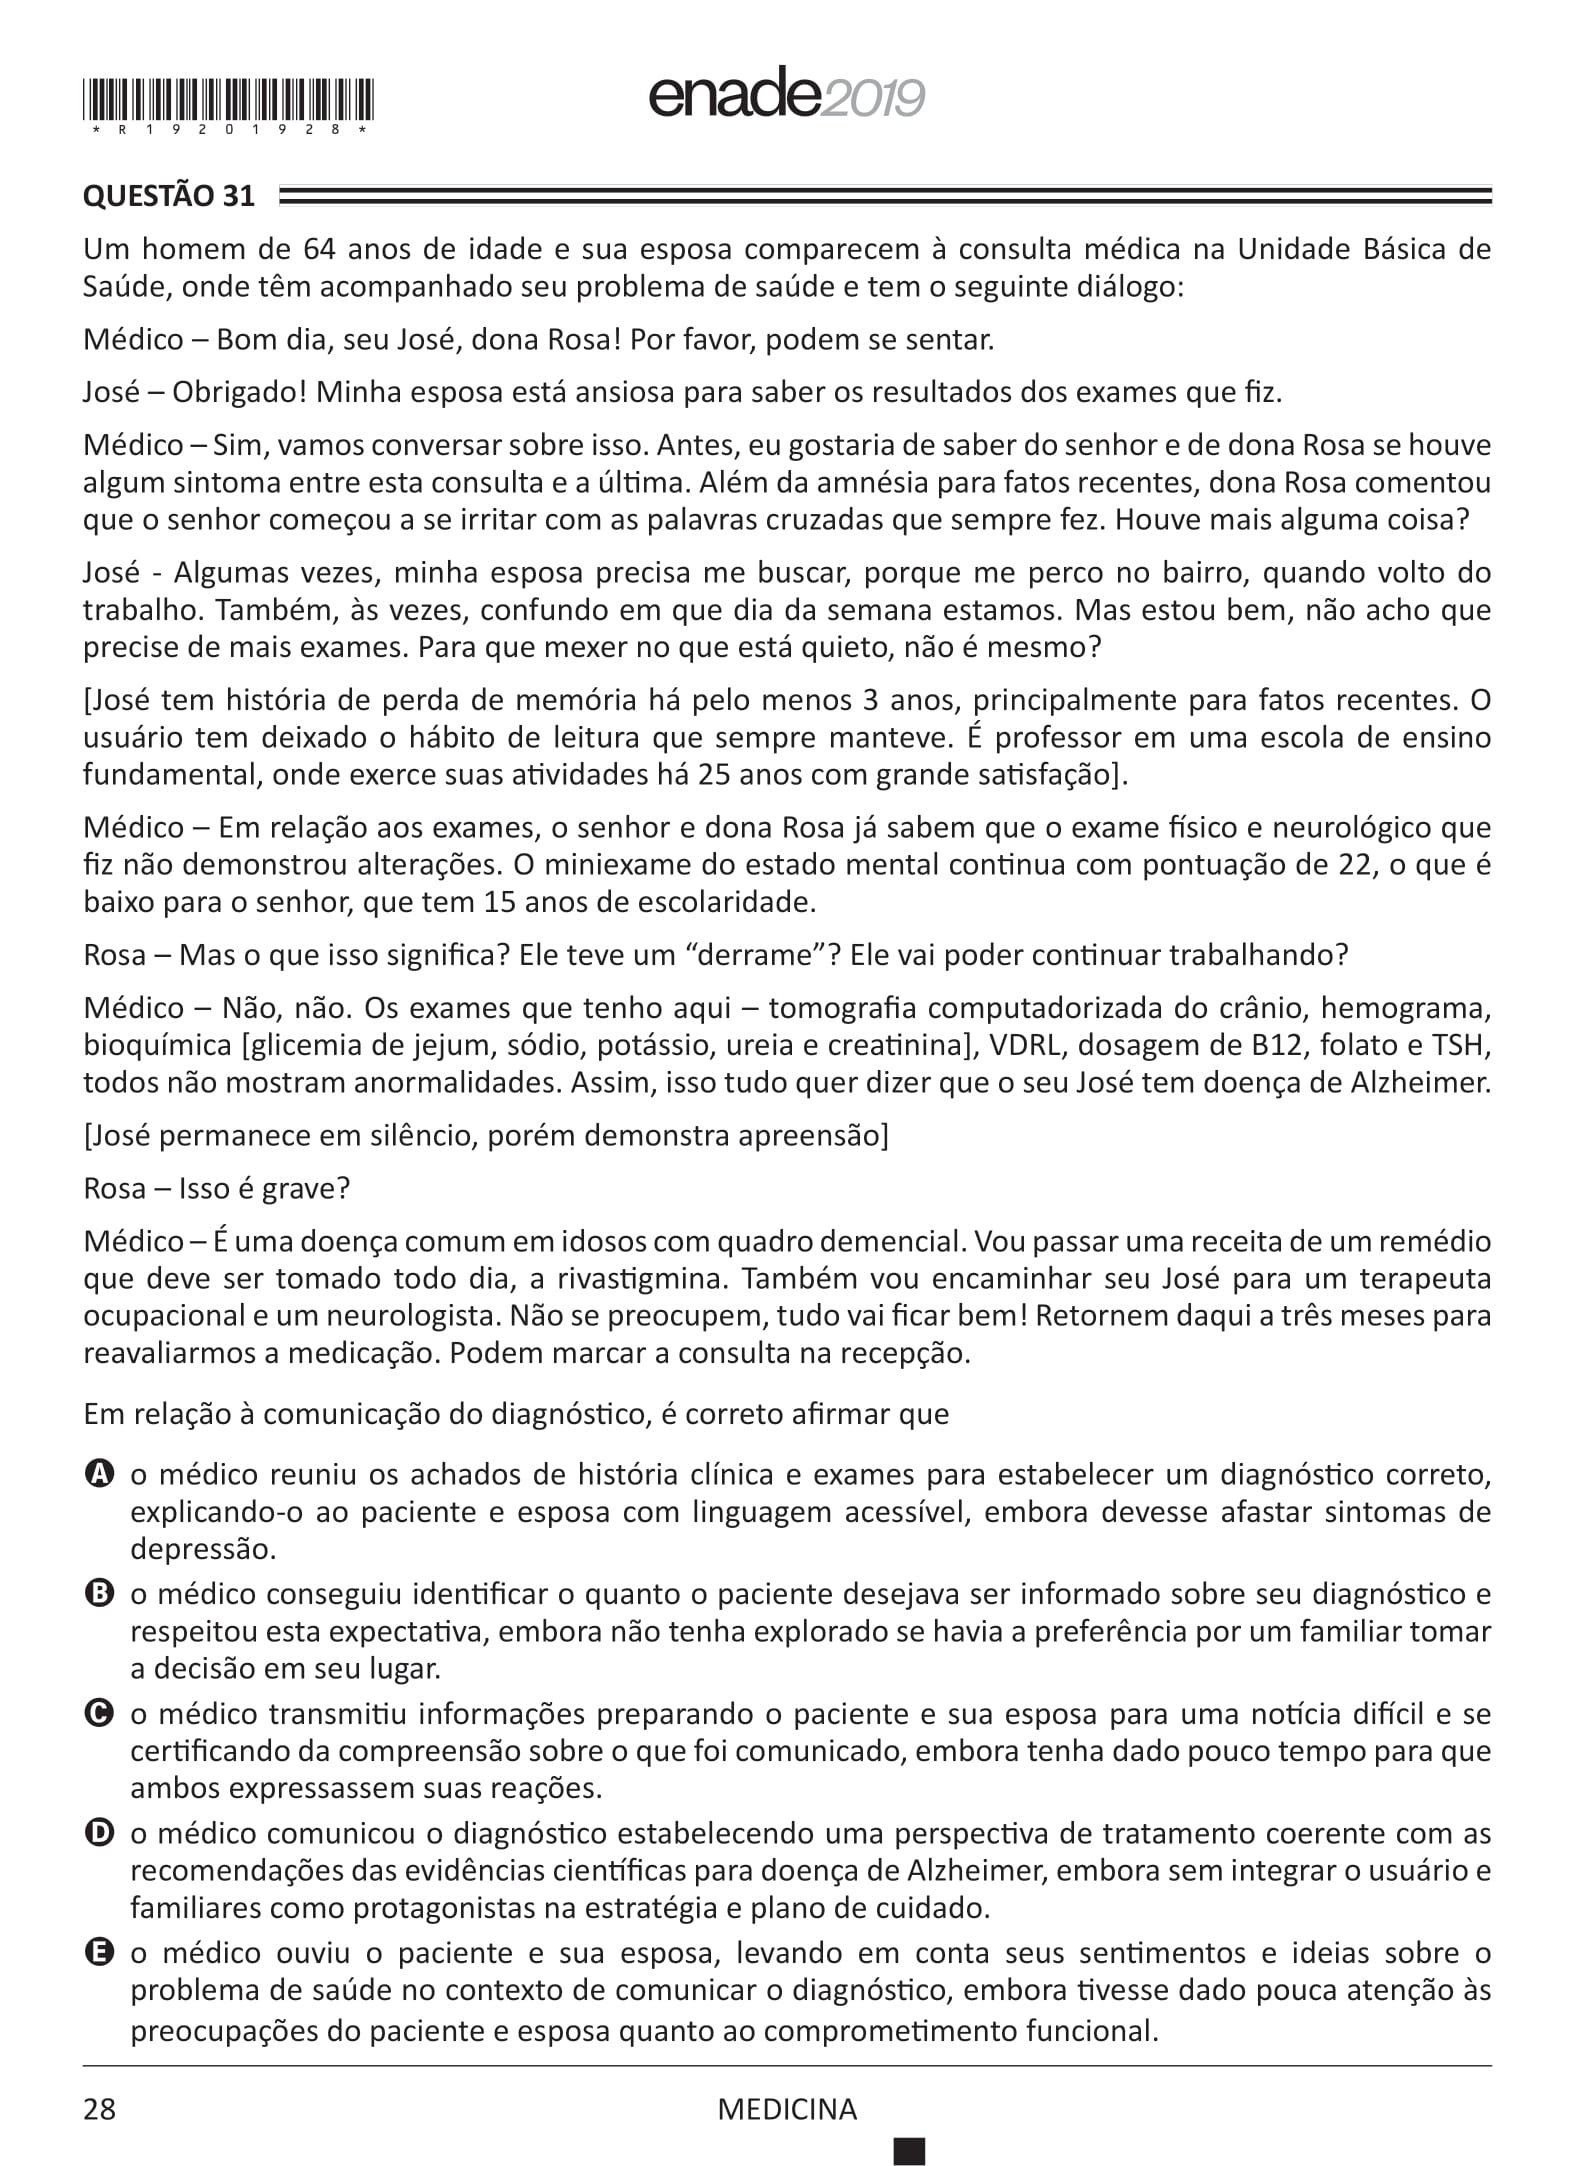 *R19201928*
enade2019
QUESTÃO 31
Um homem de 64 anos de idade e sua esposa comparecem à consulta médica na Unidade Básica de
Saúde, onde têm acompanhado seu problema de saúde e tem o seguinte diálogo:
Médico – Bom dia, seu José, dona Rosa! Por favor, podem se sentar.
José – Obrigado! Minha esposa está ansiosa para saber os resultados dos exames que fiz.
Médico – Sim, vamos conversar sobre isso. Antes, eu gostaria de saber do senhor e de dona Rosa se houve
algum sintoma entre esta consulta e a última. Além da amnésia para fatos recentes, dona Rosa comentou
que o senhor começou a se irritar com as palavras cruzadas que sempre fez. Houve mais alguma coisa?
José - Algumas vezes, minha esposa precisa me buscar, porque me perco no bairro, quando volto do
trabalho. Também, às vezes, confundo em que dia da semana estamos. Mas estou bem, não acho que
precise de mais exames. Para que mexer no que está quieto, não é mesmo?
[José tem história de perda de memória há pelo menos 3 anos, principalmente para fatos recentes. O
usuário tem deixado o hábito de leitura que sempre manteve. É professor em uma escola de ensino
fundamental, onde exerce suas atividades há 25 anos com grande satisfação].
Médico – Em relação aos exames, o senhor e dona Rosa já sabem que o exame físico e neurológico que
fiz não demonstrou alterações. O miniexame do estado mental continua com pontuação de 22, o que é
baixo para o senhor, que tem 15 anos de escolaridade.
Rosa – Mas o que isso significa? Ele teve um “derrame”? Ele vai poder continuar trabalhando?
Médico – Não, não. Os exames que tenho aqui – tomografia computadorizada do crânio, hemograma,
bioquímica [glicemia de jejum, sódio, potássio, ureia e creatinina], VDRL, dosagem de B12, folato e TSH,
todos não mostram anormalidades. Assim, isso tudo quer dizer que o seu José tem doença de Alzheimer.
[José permanece em silêncio, porém demonstra apreensão]
Rosa – Isso é grave?
Médico – É uma doença comum em idosos com quadro demencial. Vou passar uma receita de um remédio
que deve ser tomado todo dia, a rivastigmina. Também vou encaminhar seu José para um terapeuta
ocupacional e um neurologista. Não se preocupem, tudo vai ficar bem! Retornem daqui a três meses para
reavaliarmos a medicação. Podem marcar a consulta na recepção.
Em relação à comunicação do diagnóstico, é correto afirmar que
A o médico reuniu os achados de história clínica e exames para estabelecer um diagnóstico correto,
explicando-o ao paciente e esposa com linguagem acessível, embora devesse afastar sintomas de
depressão.
B o médico conseguiu identificar o quanto o paciente desejava ser informado sobre seu diagnóstico e
respeitou esta expectativa, embora não tenha explorado se havia a preferência por um familiar tomar
a decisão em seu lugar.
C o médico transmitiu informações preparando o paciente e sua esposa para uma notícia difícil e se
certificando da compreensão sobre o que foi comunicado, embora tenha dado pouco tempo para que
ambos expressassem suas reações.
D o médico comunicou o diagnóstico estabelecendo uma perspectiva de tratamento coerente com as
recomendações das evidências científicas para doença de Alzheimer, embora sem integrar o usuário e
familiares como protagonistas na estratégia e plano de cuidado.
E o médico ouviu o paciente e sua esposa, levando em conta seus sentimentos e ideias sobre o
problema de saúde no contexto de comunicar o diagnóstico, embora tivesse dado pouca atenção às
preocupações do paciente e esposa quanto ao comprometimento funcional.
28
MEDICINA